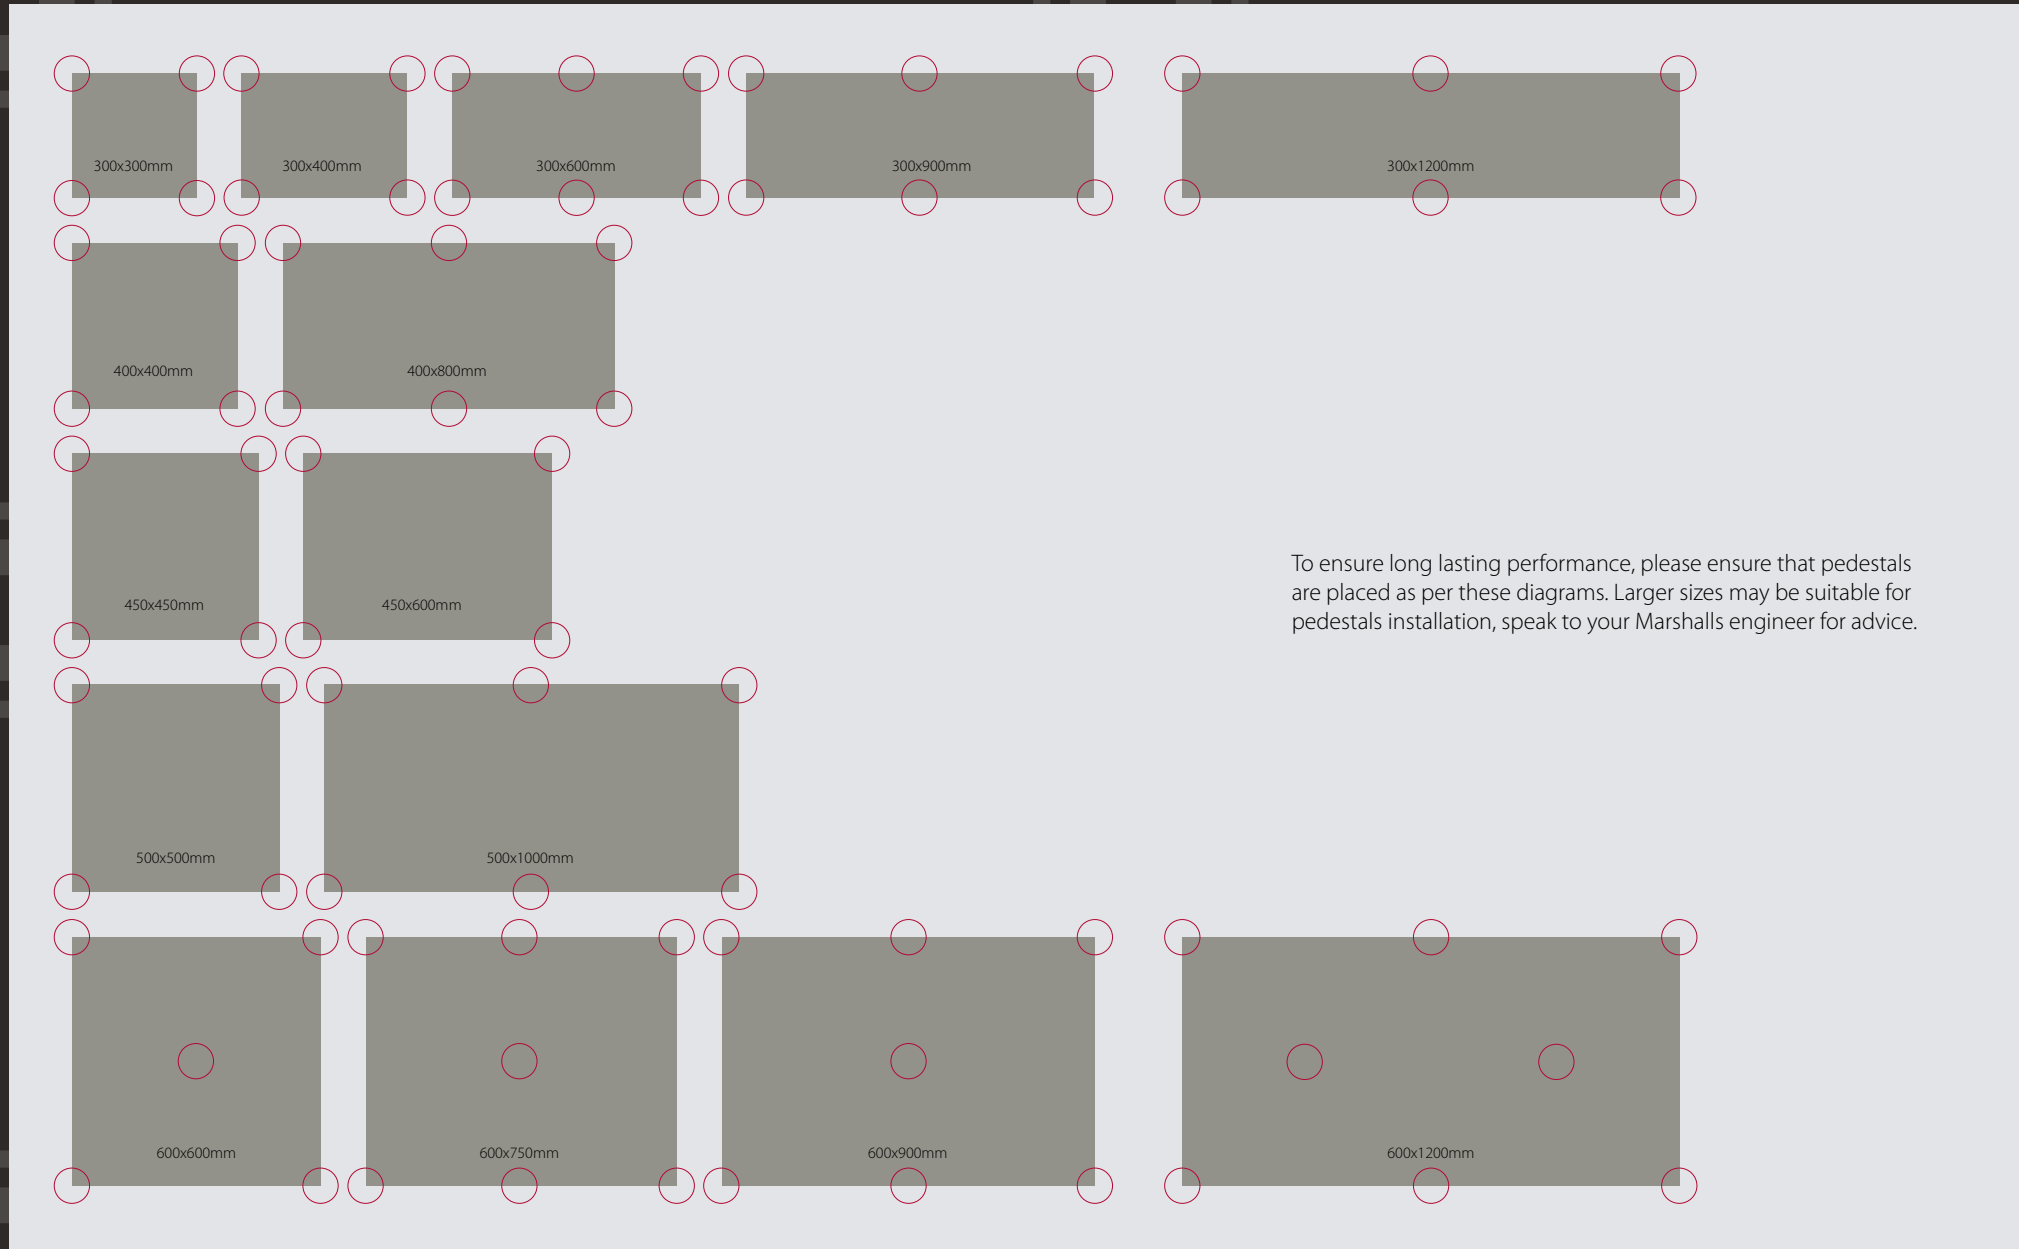 300x300mm
300x400mm
300x600mm
300x900mm
300x1200mm
400x400mm
400x800mm
450x450mm
450x600mm
To ensure long lasting performance, please ensure that pedestals
are placed as per these diagrams. Larger sizes may be suitable for
pedestals installation, speak to your Marshalls engineer for advice.
500x500mm
500x1000mm
600x600mm
600x750mm
600x900mm
600x1200mm